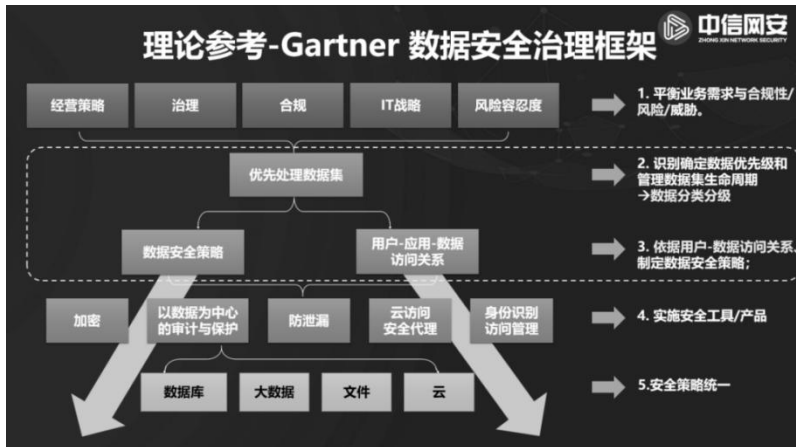 中信网安
ZHONG XIN NETWORK SECURITY
理论参考-Gartner 数据安全治理框架
经营策略
治理
合规
IT战略
风险容忍度
1. 平衡业务需求与合规性/
风险/威胁。
优先处理数据集
2. 识别确定数据优先级和
管理数据集生命周期
→数据分类分级
数据安全策略
用户-应用-数据
访问关系
3. 依据用户-数据访问关系、
制定数据安全策略;
加密
以数据为中心
的审计与保护
防泄漏
云访问
安全代理
身份识别
访问管理
4. 实施安全工具/产品
数据库
大数据
文件
云
5.安全策略统一